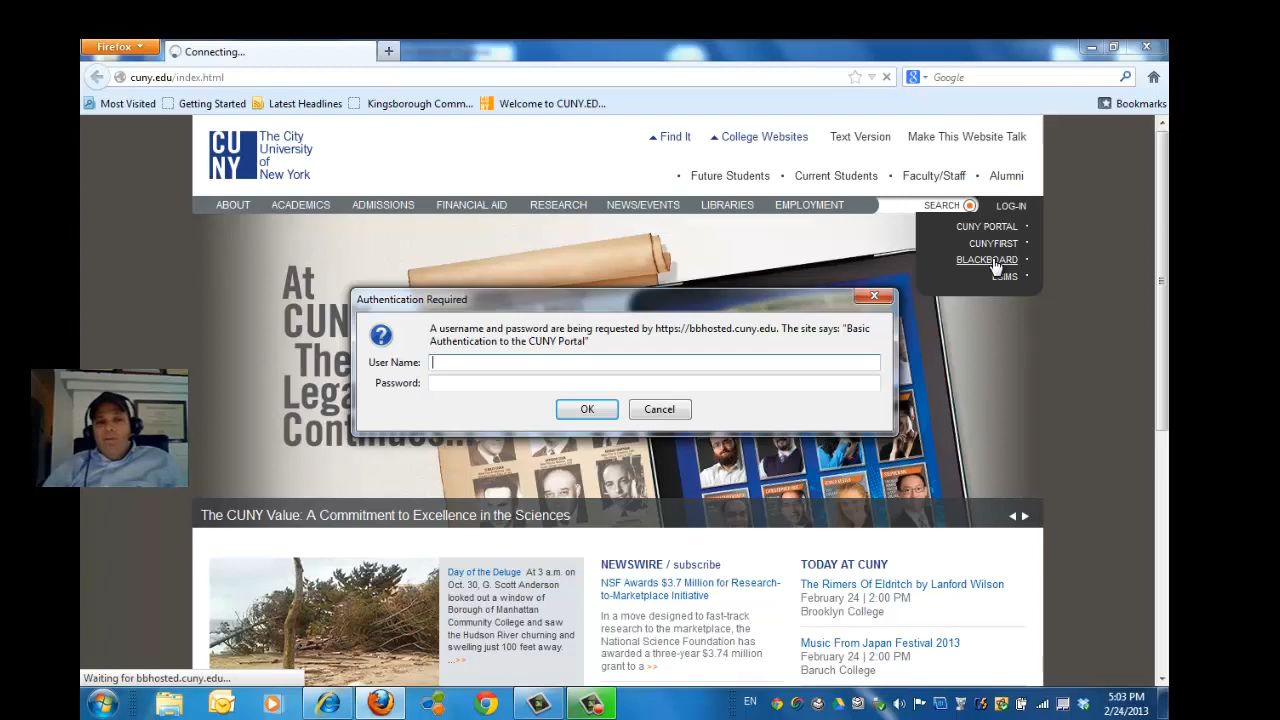 Firefox
Connecting...
cuny.edu/index.html
Google
Most Visited
Getting Started
Latest Headlines
Kingsborough Comm...
Welcome to CUNY.ED...
Bookmarks
CU
NY
The City
University
of
New York
Find It
College Websites
Text Version
Make This Website Talk
Future Students
Current Students
Faculty/Staff
Alumni
ABOUT
ACADEMICS
ADMISSIONS
FINANCIAL AID
RESEARCH
NEWS/EVENTS
LIBRARIES
EMPLOYMENT
SEARCH
LOG-IN
CUNY PORTAL
CUNYFIRST
BLACKBOARD
At
CUN
The
Lega
Continues...
Authentication Required
A username and password are being requested by https://bbhosted.cuny.edu. The site says: "Basic
Authentication to the CUNY Portal"
User Name:
Password:
OK
Cancel
The CUNY Value: A Commitment to Excellence in the Sciences
Day of the Deluge At 3 a.m. on
Oct. 30, G. Scott Anderson
looked out a window of
Borough of Manhattan
Community College and saw
the Hudson River churning and
swelling just 100 feet away.
...>>
NEWSWIRE / subscribe
NSF Awards $3.7 Million for Research-
to-Marketplace Initiative
In a move designed to fast-track
research to the marketplace, the
National Science Foundation has
awarded a three-year $3.74 million
grant to a >>
TODAY AT CUNY
The Rimers Of Eldritch by Lanford Wilson
February 24 | 2:00 PM
Brooklyn College
Music From Japan Festival 2013
February 24 | 2:00 PM
Baruch College
Waiting for bbhosted.cuny.edu...
EN
5:03 PM
2/24/2013